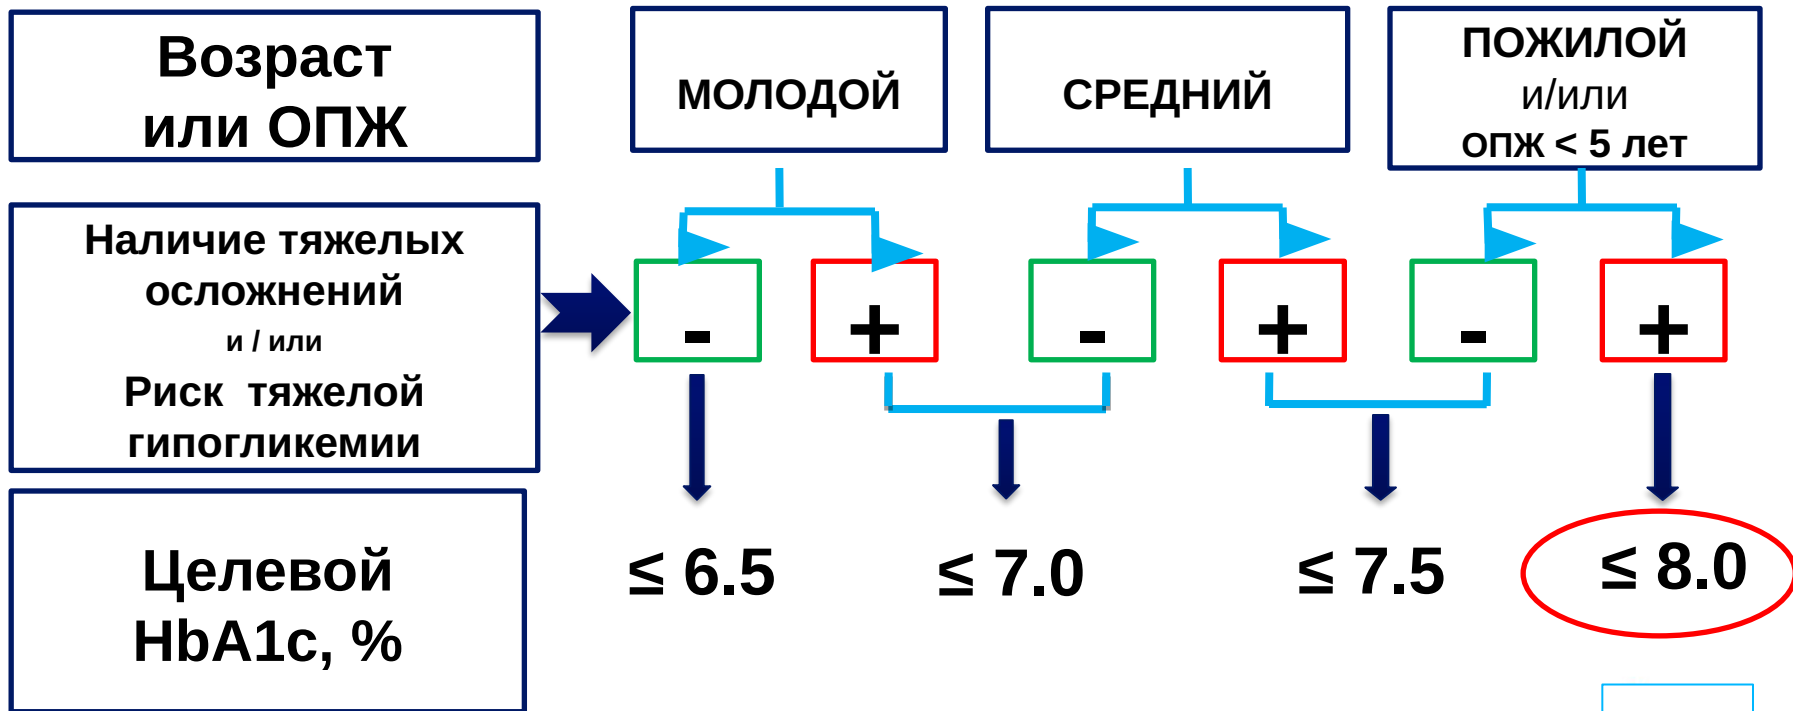 Возраст
или ОПЖ
МОЛОДОЙ
СРЕДНИЙ
ПОЖИЛОЙ
и/или
ОПЖ < 5 лет
Наличие тяжелых
осложнений
и / или
Риск тяжелой
гипогликемии
-
+
-
+
-
+
Целевой
HbA1c, %
≤ 6.5
≤ 7.0
≤ 7.5
≤ 8.0